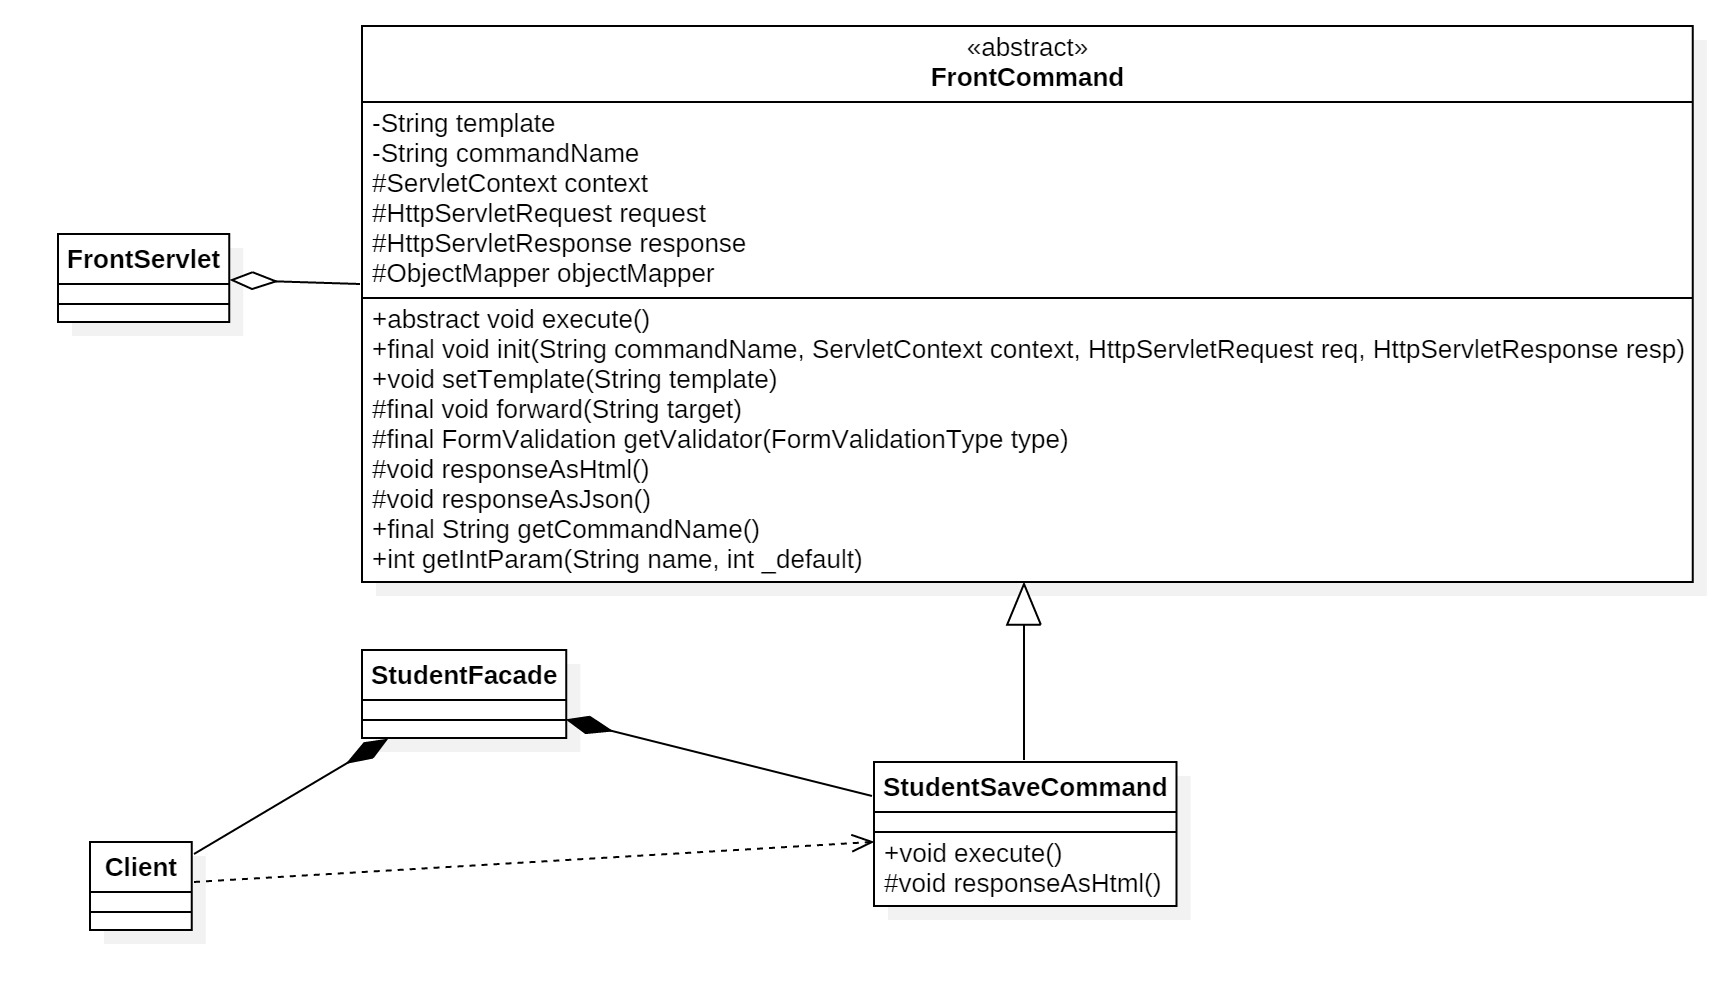 «abstract»
FrontCommand
-String template
-String commandName
#ServletContext context
#HttpServletRequest request
#HttpServletResponse response
#ObjectMapper objectMapper
+abstract void execute()
+final void init(String commandName, ServletContext context, HttpServletRequest req, HttpServletResponse resp)
+void setTemplate(String template)
#final void forward(String target)
#final FormValidation getValidator(FormValidationType type)
#void responseAsHtml()
#void responseAsJson()
+final String getCommandName()
+int getIntParam(String name, int _default)
FrontServlet
StudentFacade
StudentSaveCommand
+void execute()
#void responseAsHtml()
Client